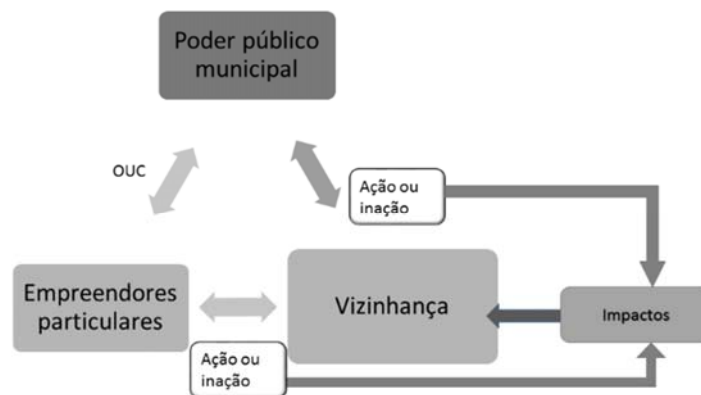 Poder público
municipal
OUC
Ação ou
inação
Empreendores
particulares
Vizinhança
Impactos
Ação ou
inação